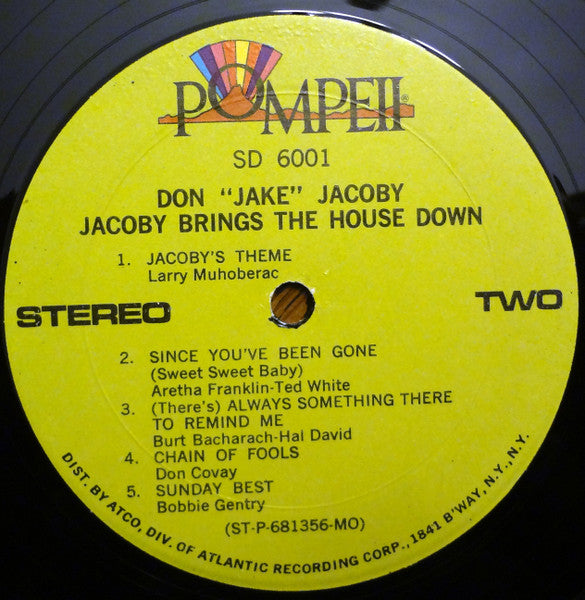 POMPEII®
SD 6001
DON "JAKE" JACOBY
JACOBY BRINGS THE HOUSE DOWN
1. JACOBY'S THEME
Larry Muhoberac
STEREO
TWO
2. SINCE YOU'VE BEEN GONE
(Sweet Sweet Baby)
Aretha Franklin-Ted White
3. (There's) ALWAYS SOMETHING THERE
TO REMIND ME
Burt Bacharach-Hal David
4. CHAIN OF FOOLS
Don Covay
5. SUNDAY BEST
Bobbie Gentry
(ST-P-681356-MO)
DIST. BY ATCO, DIV. OF ATLANTIC RECORDING CORP., 1841 B'WAY, N.Y., N.Y.